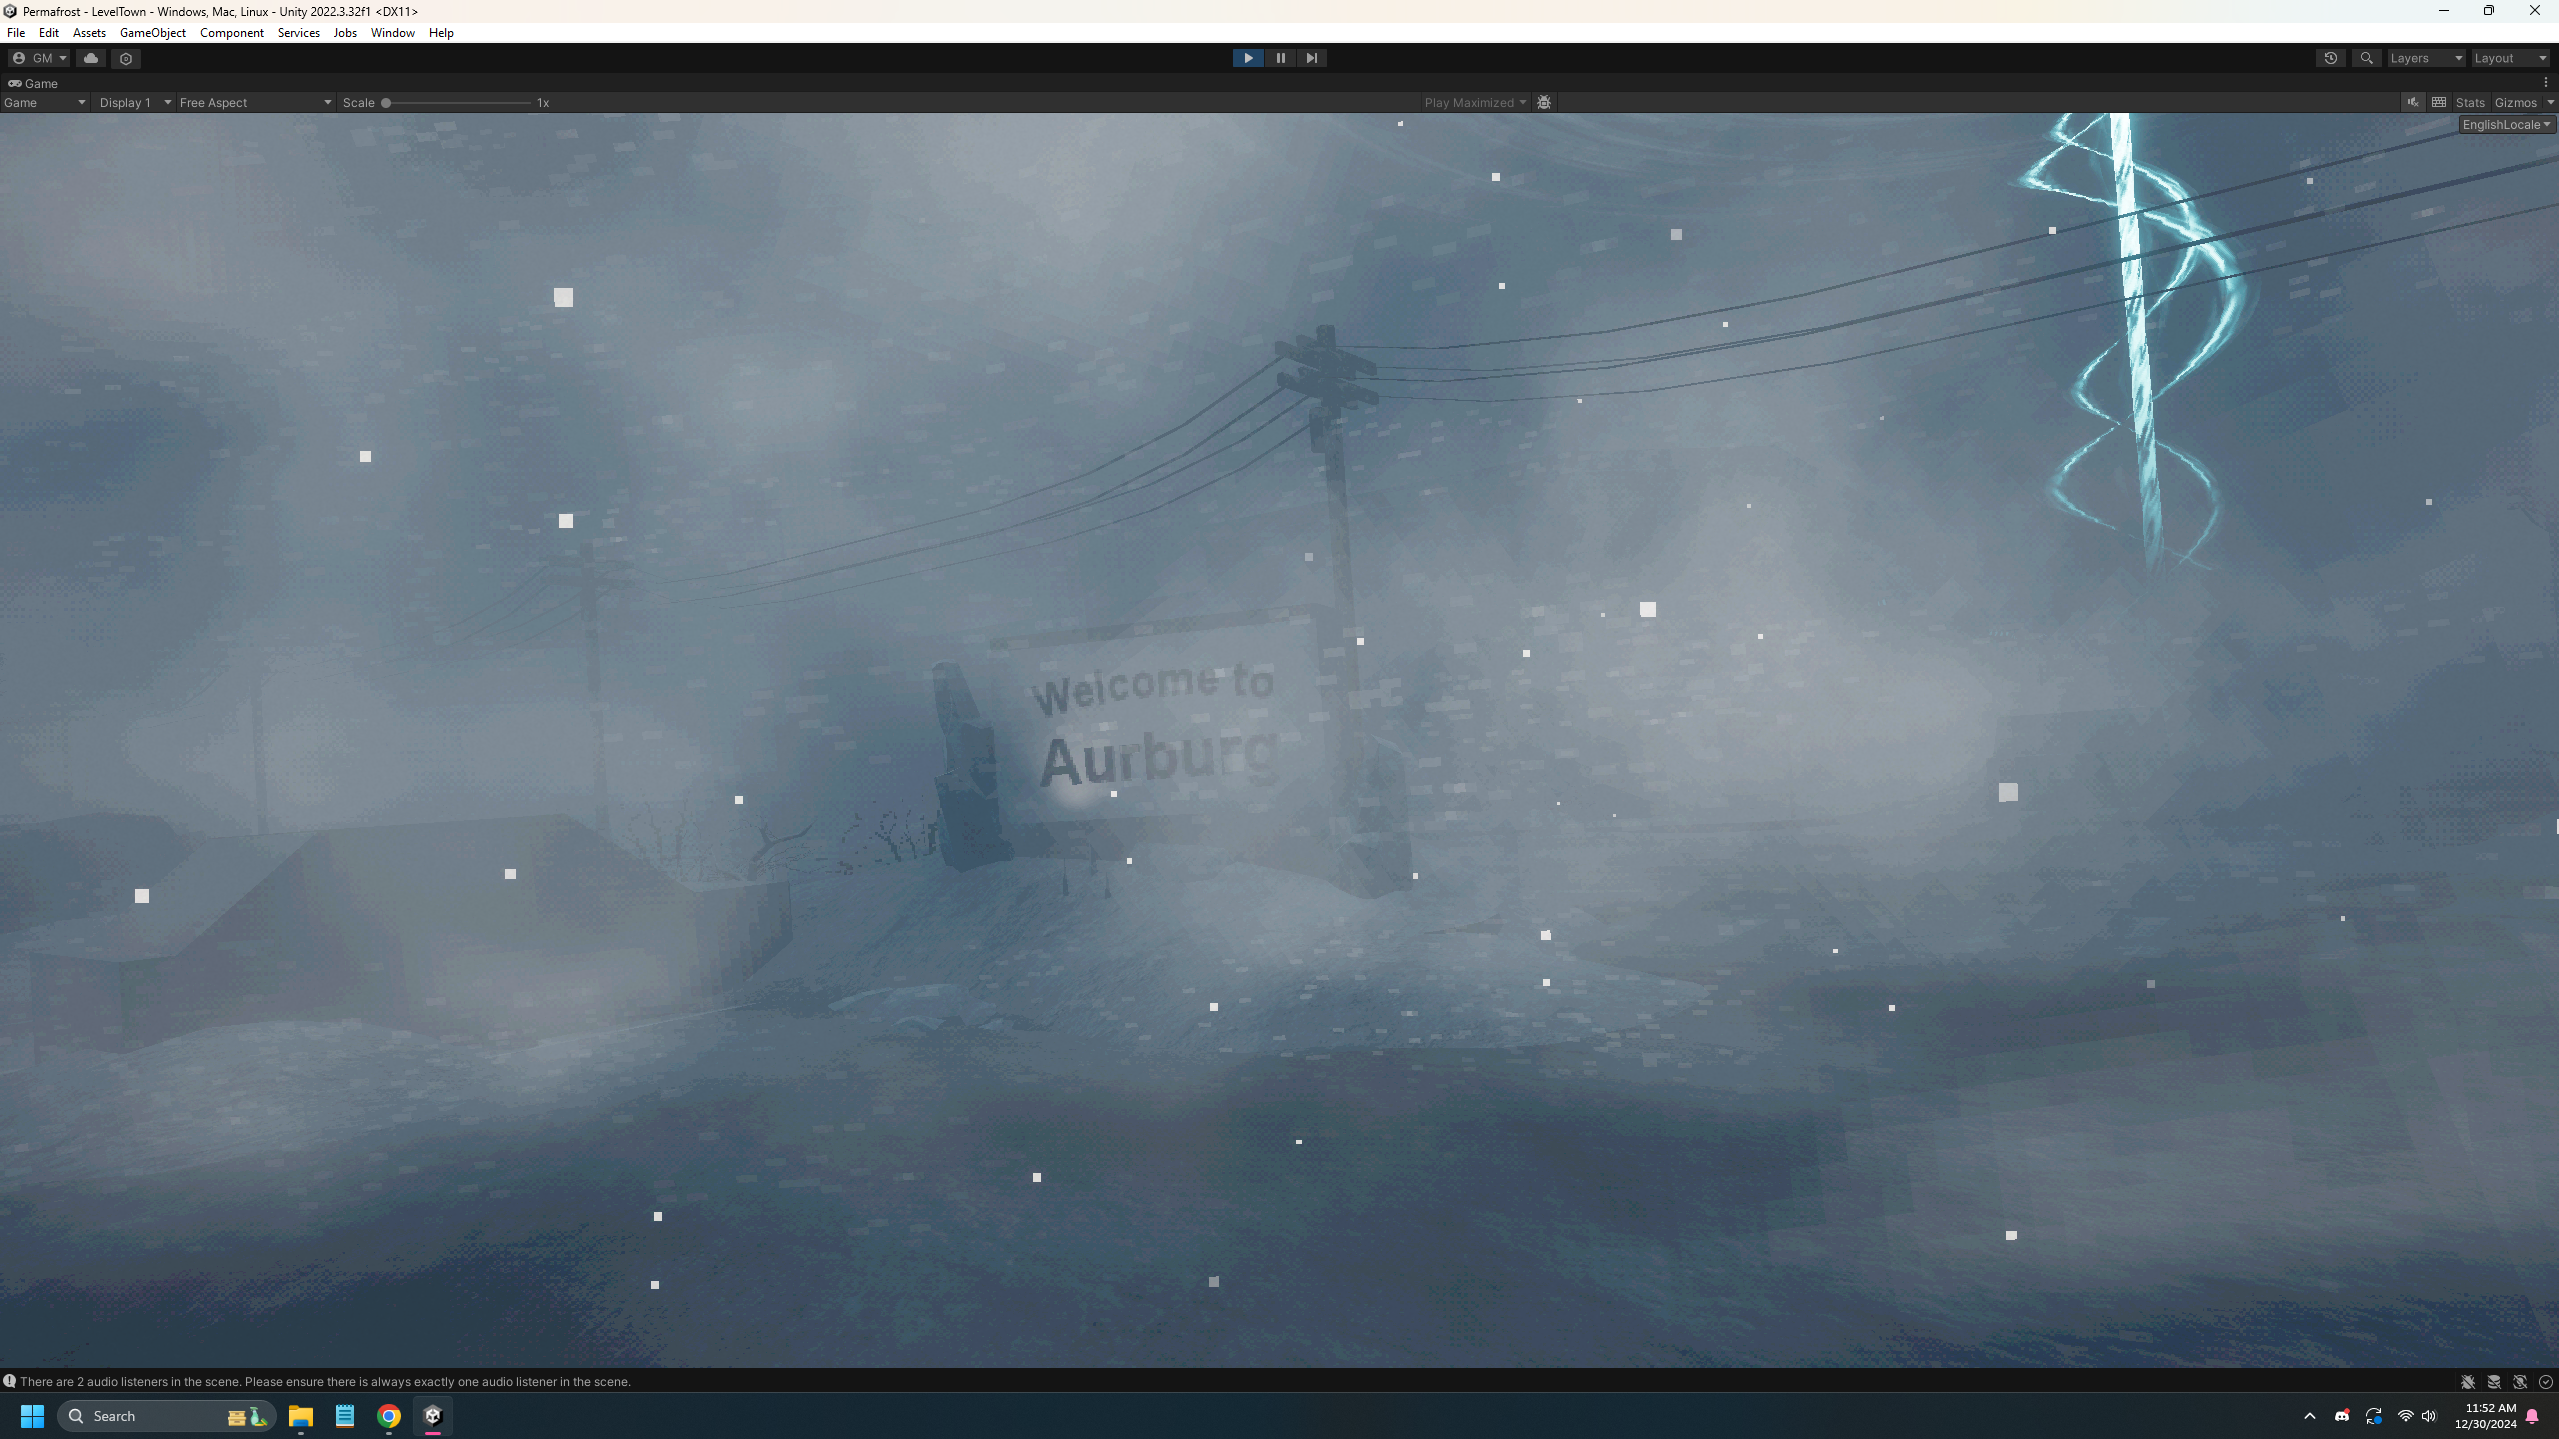 Permafrost - LevelTown - Windows, Mac, Linux - Unity 2022.3.32f1 <DX11>
File Edit Assets GameObject Component Services Jobs Window Help
GM Layers Layout
Game
Game Display 1 Free Aspect Scale 1x Play Maximized Stats Gizmos
EnglishLocale
Welcome to
Aurburg
There are 2 audio listeners in the scene. Please ensure there is always exactly one audio listener in the scene.
Search
11:52 AM
12/30/2024